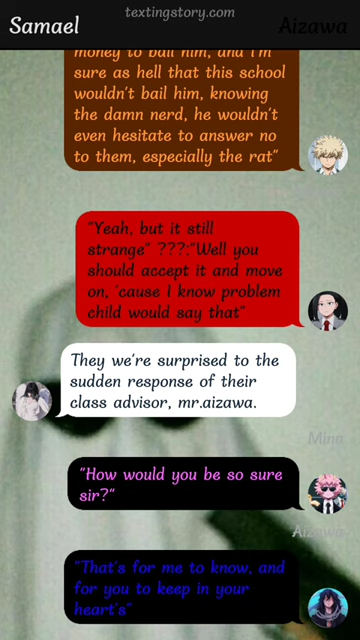 textingstory.com
Samael
Aizawa
money to bail him, and I'm
sure as hell that this school
wouldn't bail him, knowing
the damn nerd, he wouldn't
even hesitate to answer no
to them, especially the rat"
"Yeah, but it still
strange" ???:"Well you
should accept it and move
on, 'cause I know problem
child would say that"
They we're surprised to the
sudden response of their
class advisor, mr.aizawa.
Mina
"How would you be so sure
sir?"
Aizawa
"That's for me to know, and
for you to keep in your
heart's"